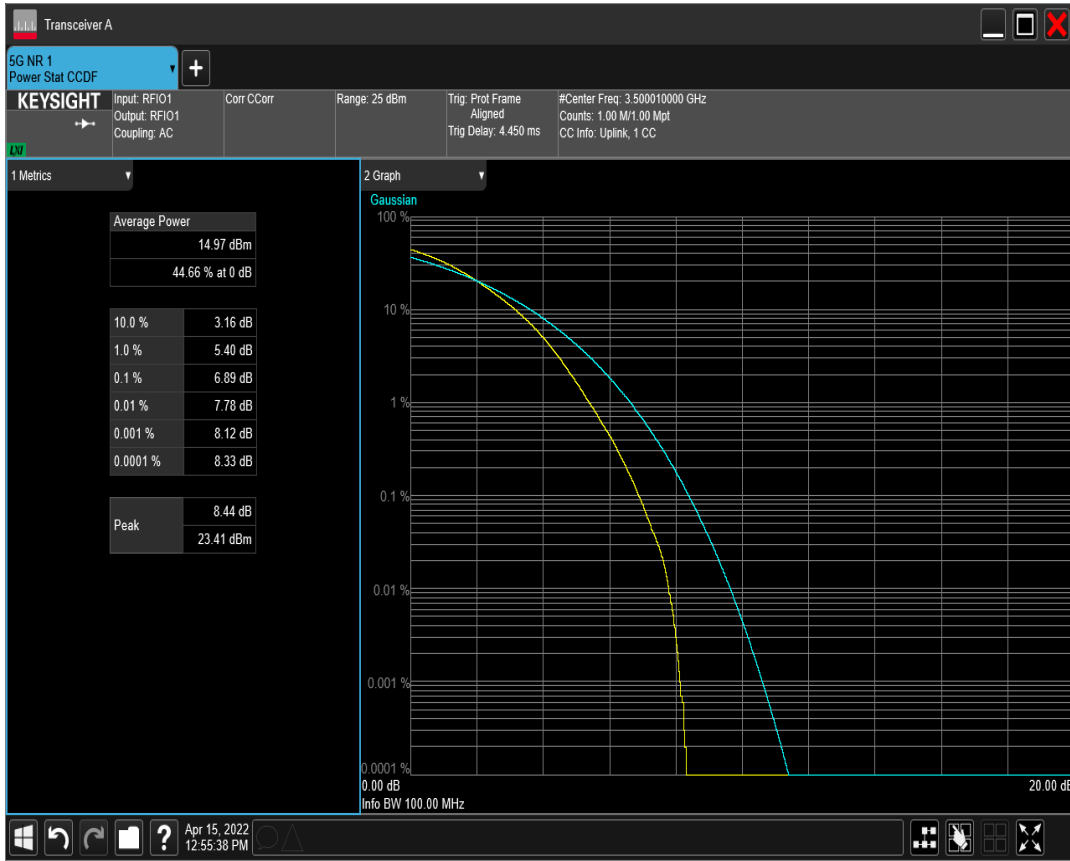 Transceiver A
5G NR 1
Power Stat CCDF
KEYSIGHT
LXI
Input: RFIO1
Output: RFIO1
Coupling: AC
Corr CCorr
Range: 25 dBm
Trig: Prot Frame
Aligned
Trig Delay: 4.450 ms
#Center Freq: 3.500010000 GHz
Counts: 1.00 M/1.00 Mpt
CC Info: Uplink, 1 CC
1 Metrics
Average Power
14.97 dBm
44.66 % at 0 dB
10.0 % 3.16 dB
1.0 % 5.40 dB
0.1 % 6.89 dB
0.01 % 7.78 dB
0.001 % 8.12 dB
0.0001 % 8.33 dB
Peak 8.44 dB
23.41 dBm
2 Graph
Gaussian
100 %
10 %
1 %
0.1 %
0.01 %
0.001 %
0.0001 %
0.00 dB 20.00 dB
Info BW 100.00 MHz
?
Apr 15, 2022
12:55:38 PM